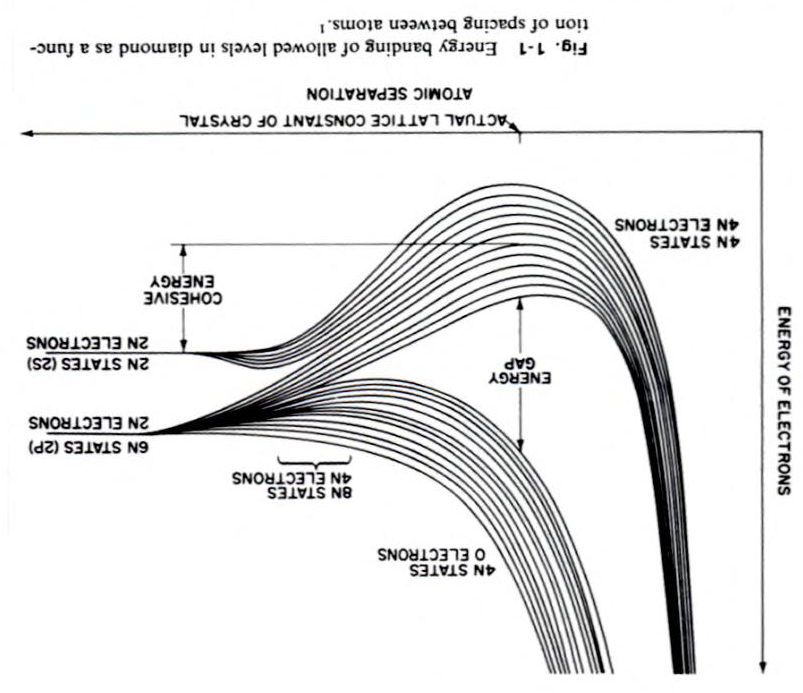 ENERGY OF ELECTRONS
4N STATES
0 ELECTRONS
8N STATES
4N ELECTRONS
6N STATES (2P)
2N ELECTRONS
ENERGY
GAP
2N STATES (2S)
2N ELECTRONS
COHESIVE
ENERGY
4N STATES
4N ELECTRONS
ACTUAL LATTICE CONSTANT OF CRYSTAL
ATOMIC SEPARATION
Fig. 1-1 Energy banding of allowed levels in diamond as a func-
tion of spacing between atoms.¹